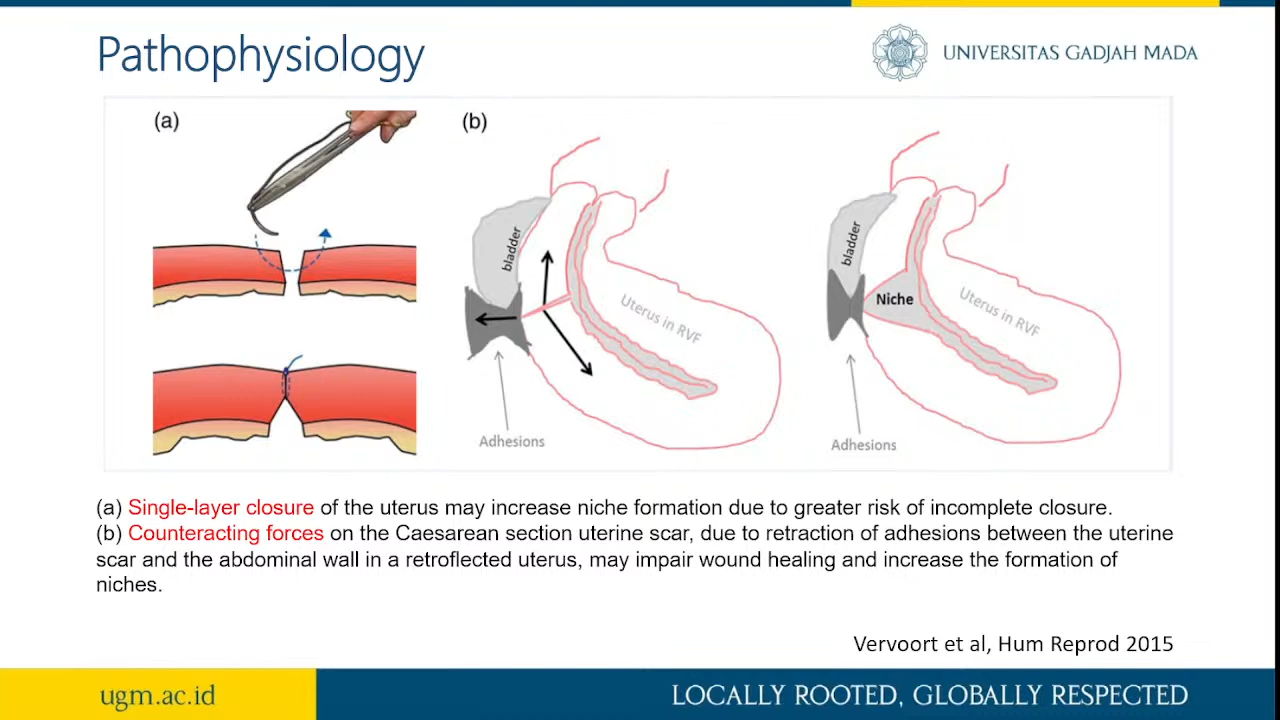 Pathophysiology
UNIVERSITAS GADJAH MADA
(a)
(b)
bladder
Uterus in RVF
Adhesions
bladder
Niche
Uterus in RVF
Adhesions
(a) Single-layer closure of the uterus may increase niche formation due to greater risk of incomplete closure.
(b) Counteracting forces on the Caesarean section uterine scar, due to retraction of adhesions between the uterine
scar and the abdominal wall in a retroflected uterus, may impair wound healing and increase the formation of
niches.
Vervoort et al, Hum Reprod 2015
ugm.ac.id
LOCALLY ROOTED, GLOBALLY RESPECTED